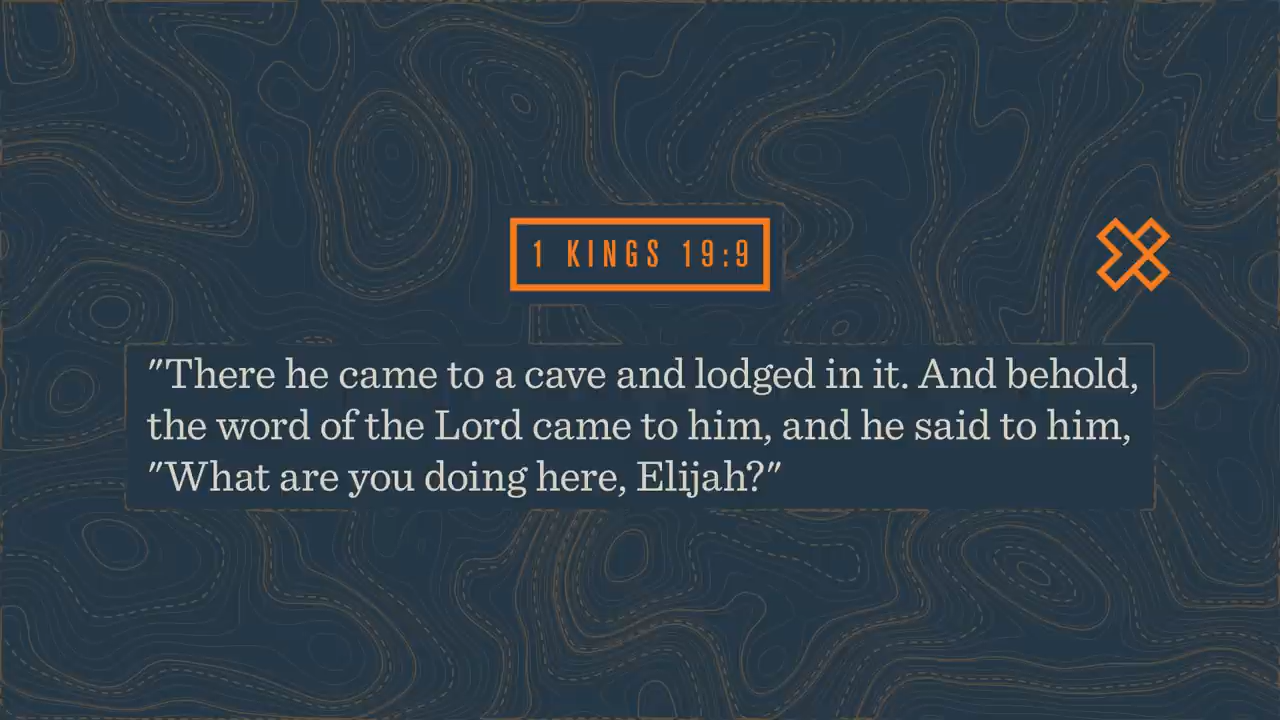 1 KINGS 19:9
"There he came to a cave and lodged in it. And behold,
the word of the Lord came to him, and he said to him,
"What are you doing here, Elijah?"